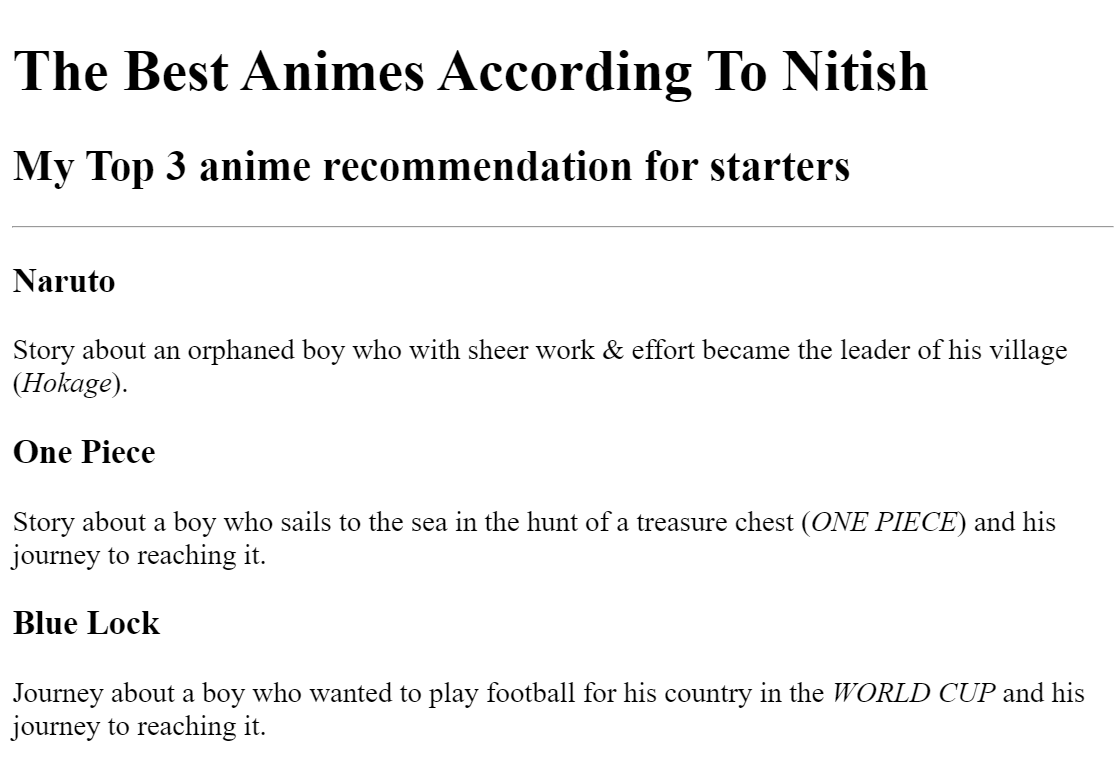 The Best Animes According To Nitish
My Top 3 anime recommendation for starters
Naruto
Story about an orphaned boy who with sheer work & effort became the leader of his village
(Hokage).
One Piece
Story about a boy who sails to the sea in the hunt of a treasure chest (ONE PIECE) and his
journey to reaching it.
Blue Lock
Journey about a boy who wanted to play football for his country in the WORLD CUP and his
journey to reaching it.